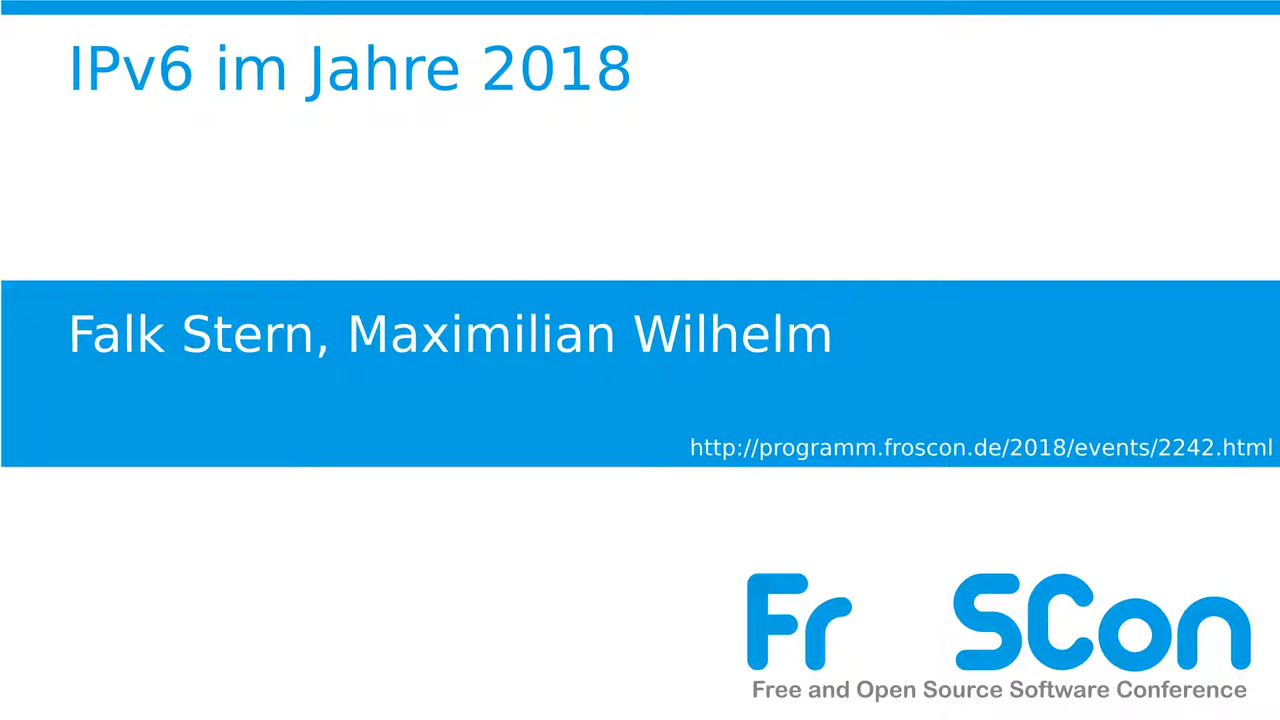 IPv6 im Jahre 2018
Falk Stern, Maximilian Wilhelm
http://programm.froscon.de/2018/events/2242.html
Fr SCon
Free and Open Source Software Conference